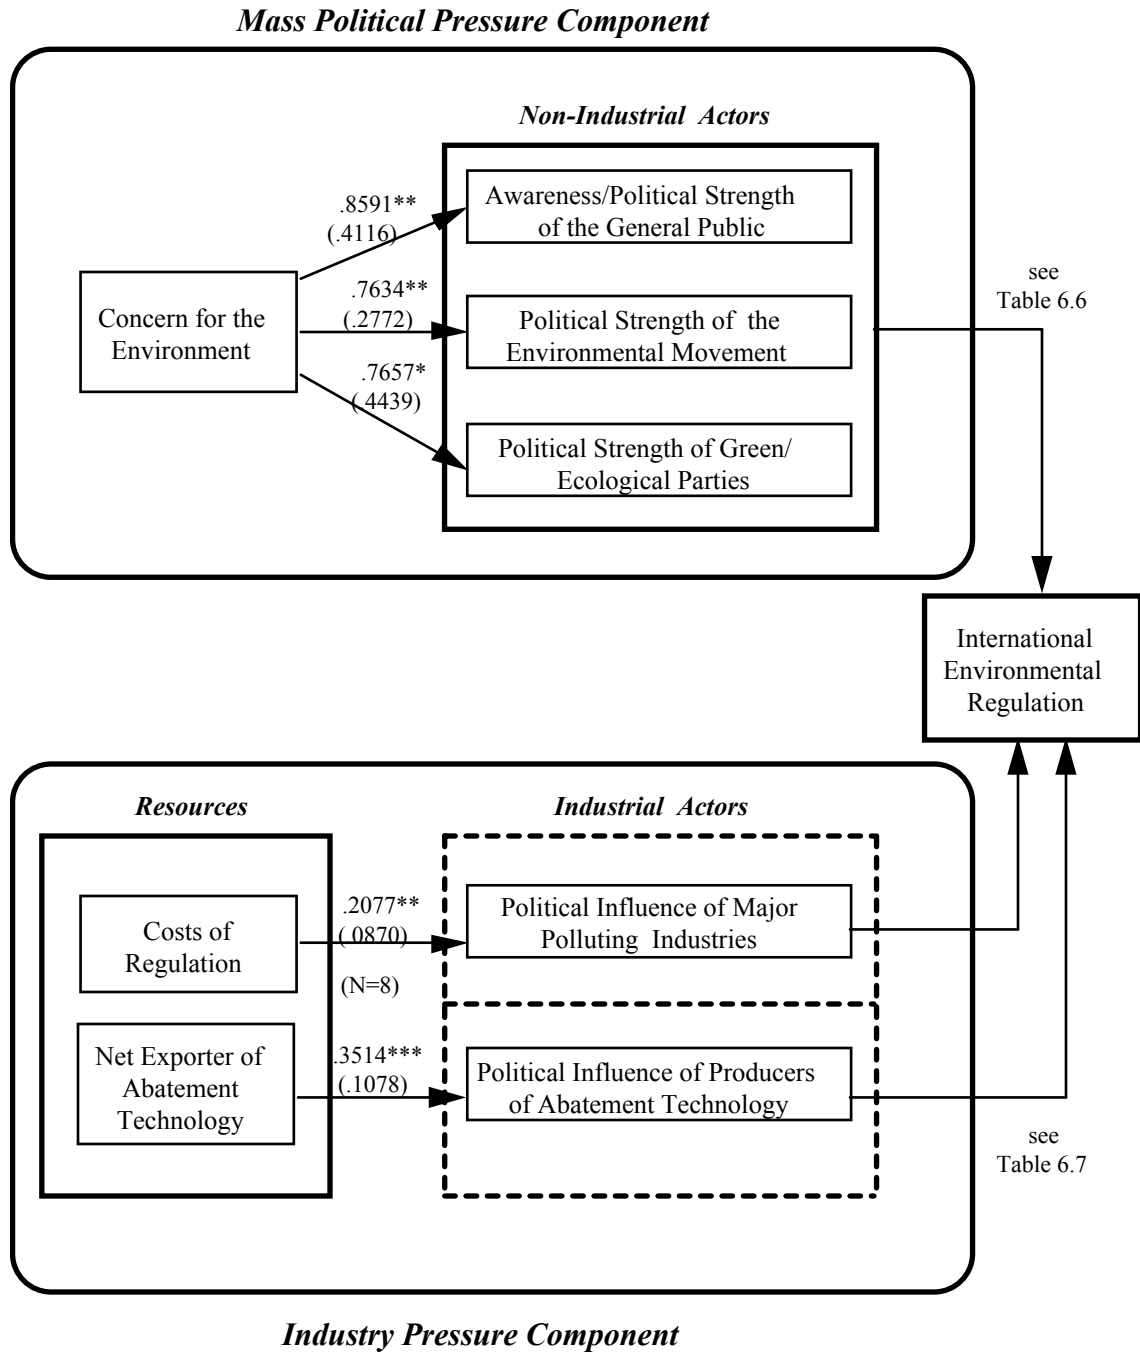 Mass Political Pressure Component
Non-Industrial Actors
.8591**
(.4116)
Awareness/Political Strength
of the General Public
Concern for the
Environment
.7634**
(.2772)
Political Strength of the
Environmental Movement
.7657*
(.4439)
Political Strength of Green/
Ecological Parties
see
Table 6.6
International
Environmental
Regulation
Resources
Industrial Actors
Costs of
Regulation
.2077**
(.0870)
(N=8)
Political Influence of Major
Polluting Industries
Net Exporter of
Abatement
Technology
.3514***
(.1078)
Political Influence of Producers
of Abatement Technology
see
Table 6.7
Industry Pressure Component